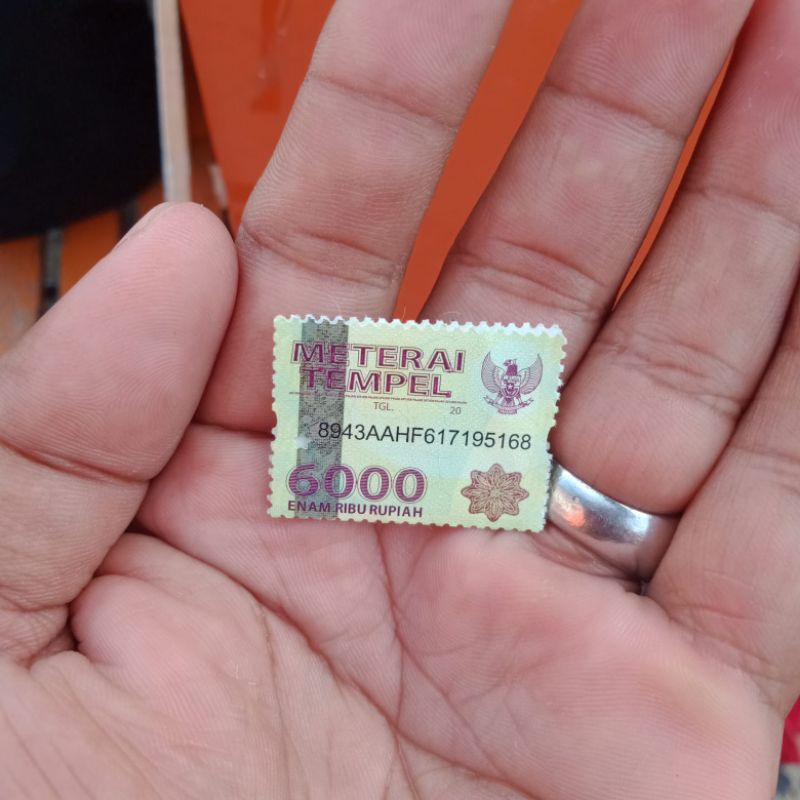 METERAI
TEMPEL
TGL. 20
8943AAHF617195168
6000
ENAM RIBU RUPIAH